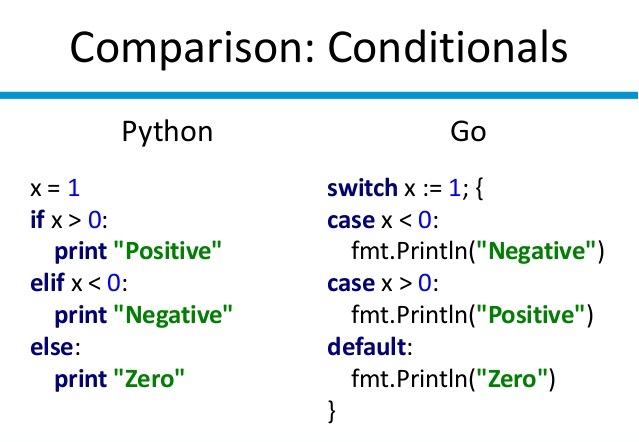 Comparison: Conditionals
Python
x = 1
if x > 0:
print "Positive"
elif x < 0:
print "Negative"
else:
print "Zero"
Go
switch x := 1; {
case x < 0:
fmt.Println("Negative")
case x > 0:
fmt.Println("Positive")
default:
fmt.Println("Zero")
}